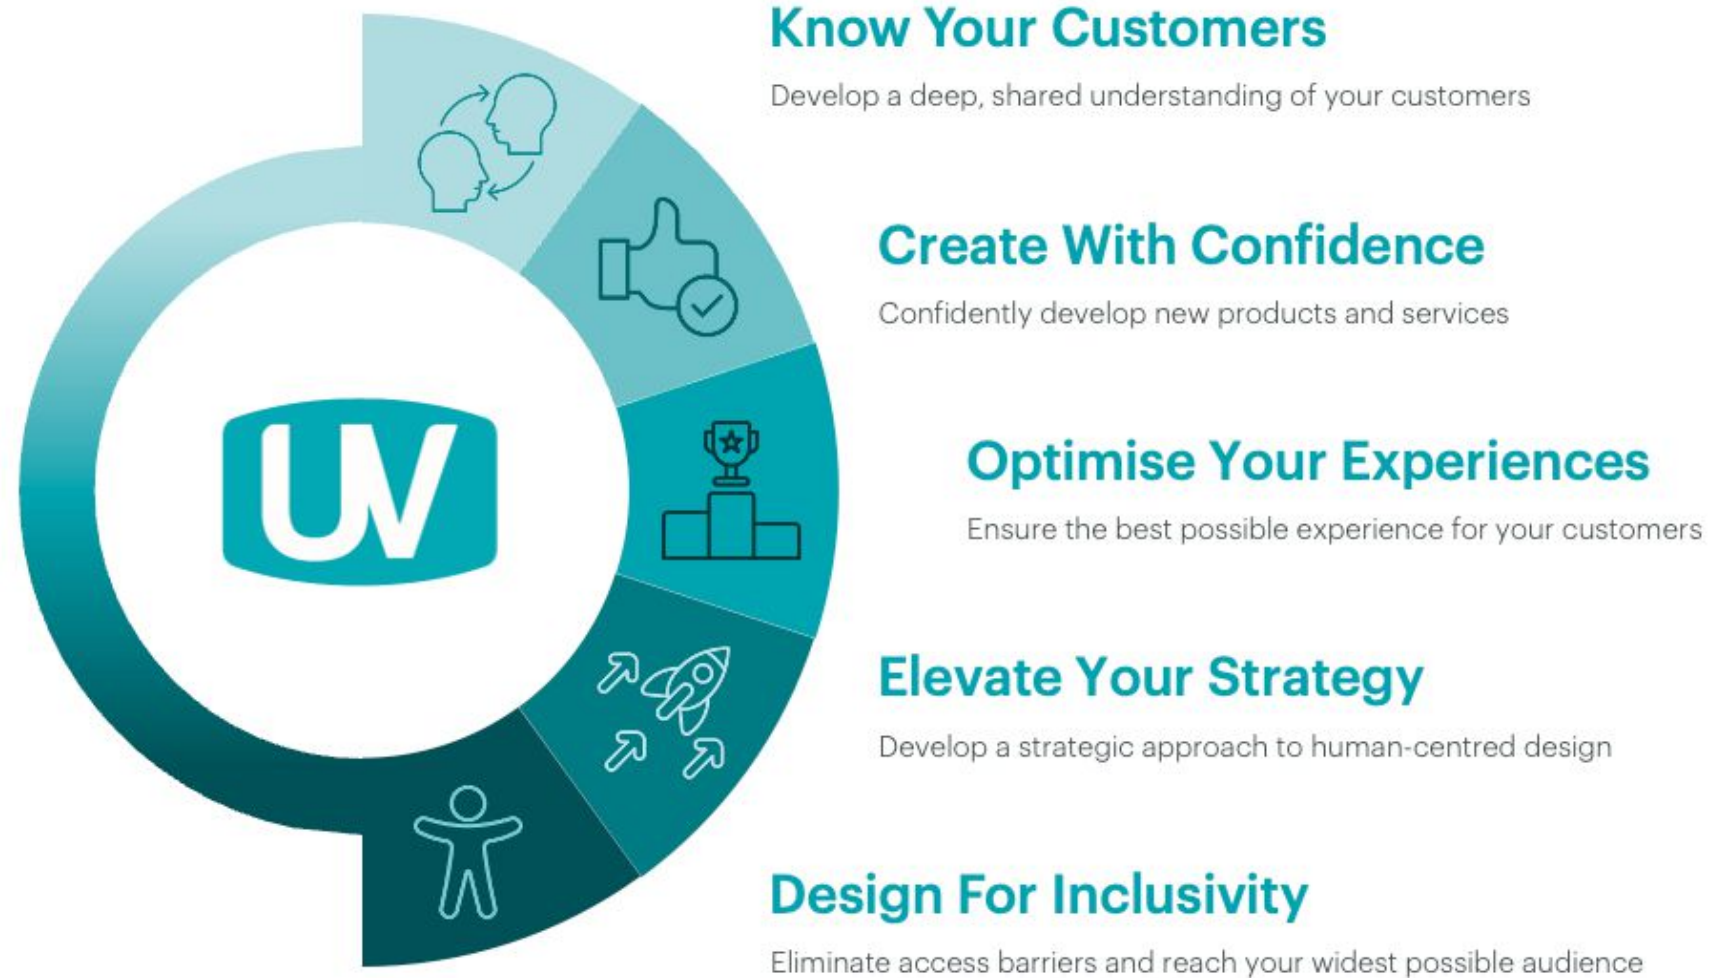 Know Your Customers
Develop a deep, shared understanding of your customers
Create With Confidence
Confidently develop new products and services
UV
Optimise Your Experiences
Ensure the best possible experience for your customers
Elevate Your Strategy
Develop a strategic approach to human-centred design
Design For Inclusivity
Eliminate access barriers and reach your widest possible audience